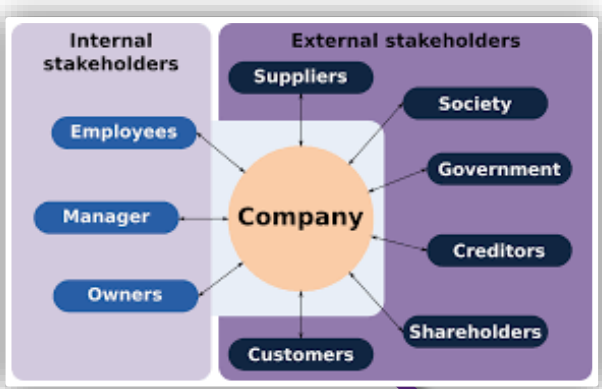 Internal
stakeholders
External stakeholders
Suppliers
Society
Employees
Government
Manager
Company
Creditors
Owners
Shareholders
Customers